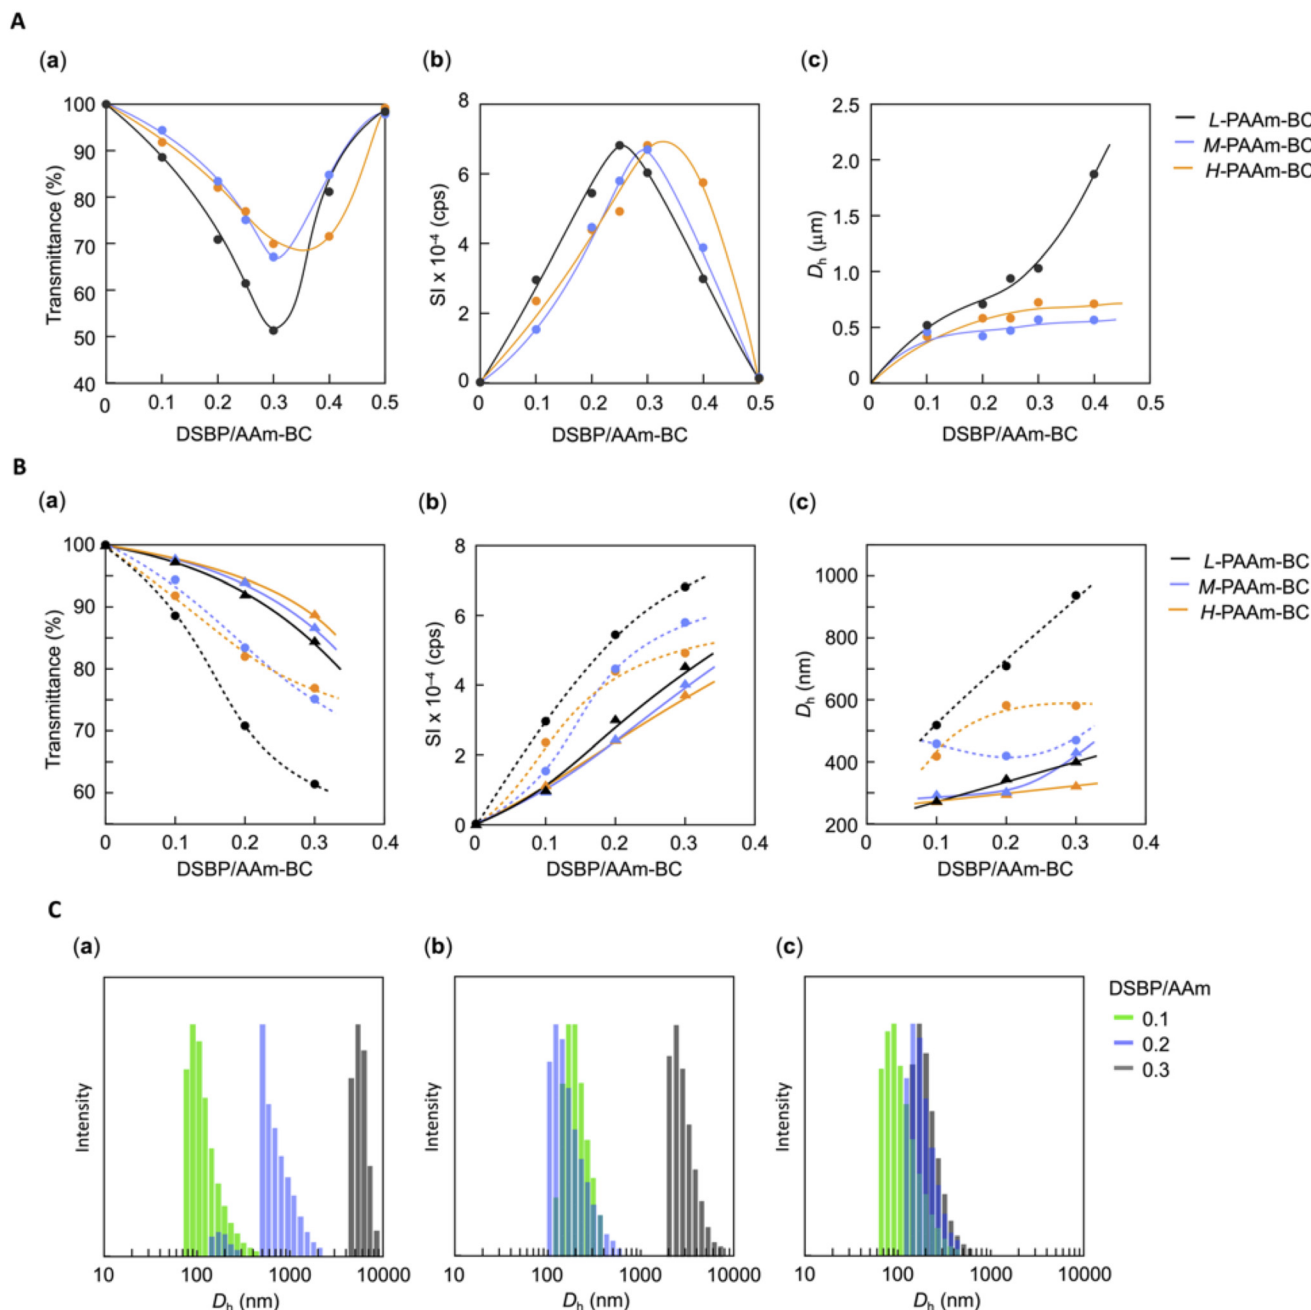 A
(a)
(b)
(c)
100
90
80
70
60
50
40
Transmittance (%)
0
0.1
0.2
0.3
0.4
0.5
DSBP/AAm-BC
8
6
4
2
0
SI x 10⁻⁴ (cps)
0
0.1
0.2
0.3
0.4
0.5
DSBP/AAm-BC
2.5
2.0
1.5
1.0
0.5
0
Dₕ (μm)
0
0.1
0.2
0.3
0.4
0.5
DSBP/AAm-BC
L-PAAm-BC
M-PAAm-BC
H-PAAm-BC
B
(a)
(b)
(c)
100
90
80
70
60
Transmittance (%)
0
0.1
0.2
0.3
0.4
DSBP/AAm-BC
8
6
4
2
0
SI x 10⁻⁴ (cps)
0
0.1
0.2
0.3
0.4
DSBP/AAm-BC
1000
800
600
400
200
Dₕ (nm)
0
0.1
0.2
0.3
0.4
DSBP/AAm-BC
L-PAAm-BC
M-PAAm-BC
H-PAAm-BC
C
(a)
(b)
(c)
Intensity
10
100
1000
10000
Dₕ (nm)
Intensity
10
100
1000
10000
Dₕ (nm)
Intensity
10
100
1000
10000
Dₕ (nm)
DSBP/AAm
0.1
0.2
0.3